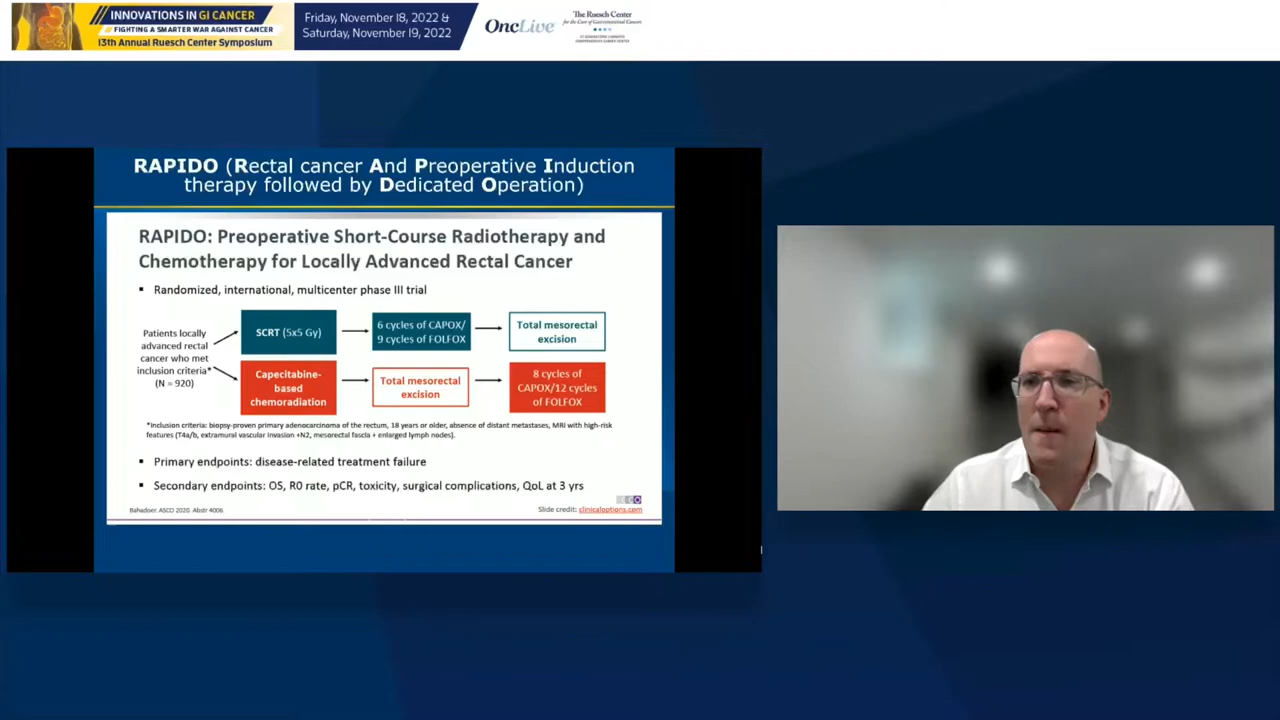 INNOVATIONS IN GI CANCER
FIGHTING A SMARTER WAR AGAINST CANCER
13th Annual Ruesch Center Symposium
Friday, November 18, 2022 &
Saturday, November 19, 2022
OncLive
The Ruesch Center
for the Cure of Gastrointestinal Cancers
RAPIDO (Rectal cancer And Preoperative Induction
therapy followed by Dedicated Operation)
RAPIDO: Preoperative Short-Course Radiotherapy and
Chemotherapy for Locally Advanced Rectal Cancer
▪ Randomized, international, multicenter phase III trial
Patients locally
advanced rectal
cancer who met
inclusion criteria*
(N = 920)
SCRT (5x5 Gy)
6 cycles of CAPOX/
9 cycles of FOLFOX
Total mesorectal
excision
Capecitabine-
based
chemoradiation
Total mesorectal
excision
8 cycles of
CAPOX/12 cycles
of FOLFOX
*Inclusion criteria: biopsy-proven primary adenocarcinoma of the rectum, 18 years or older, absence of distant metastases, MRI with high-risk
features (T4a/b, extramural vascular invasion +N2, mesorectal fascia + enlarged lymph nodes).
▪ Primary endpoints: disease-related treatment failure
▪ Secondary endpoints: OS, R0 rate, pCR, toxicity, surgical complications, QoL at 3 yrs
Bahadoer. ASCO 2020. Abstr 4006.
Slide credit: clinicaloptions.com